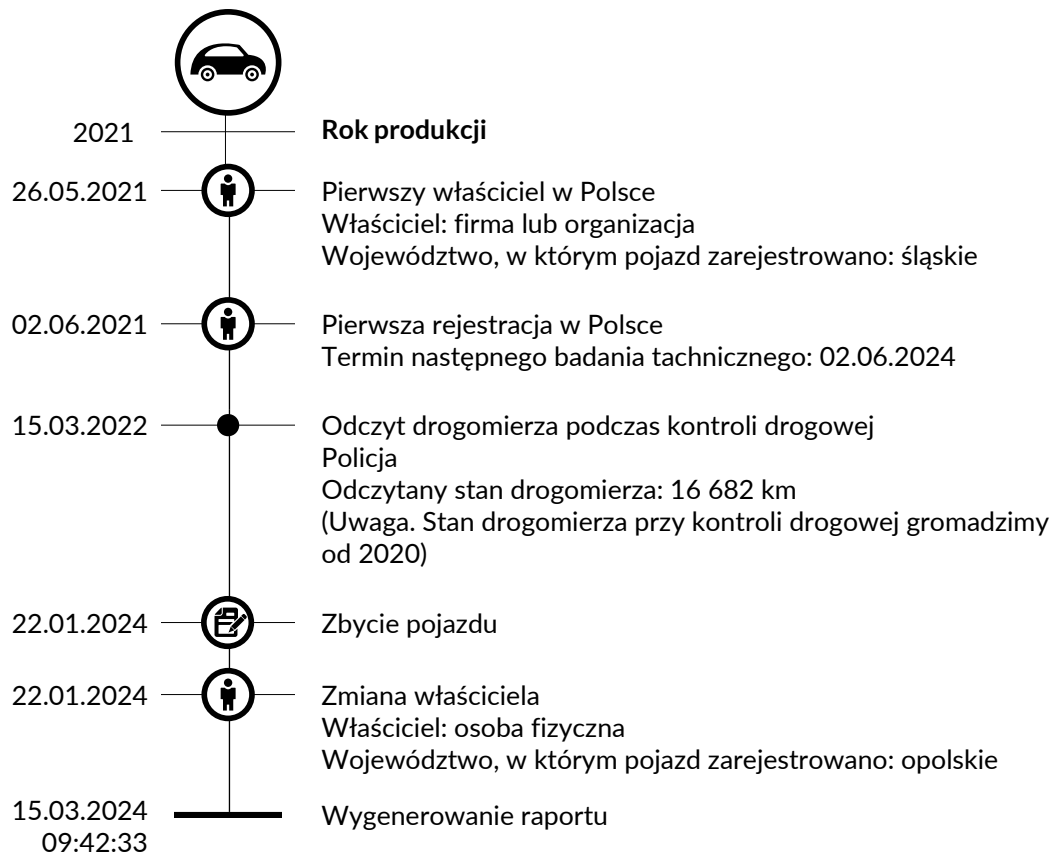 2021 Rok produkcji
26.05.2021 Pierwszy właściciel w Polsce
Właściciel: firma lub organizacja
Województwo, w którym pojazd zarejestrowano: śląskie
02.06.2021 Pierwsza rejestracja w Polsce
Termin następnego badania tachnicznego: 02.06.2024
15.03.2022 Odczyt drogomierza podczas kontroli drogowej
Policja
Odczytany stan drogomierza: 16 682 km
(Uwaga. Stan drogomierza przy kontroli drogowej gromadzimy
od 2020)
22.01.2024 Zbycie pojazdu
22.01.2024 Zmiana właściciela
Właściciel: osoba fizyczna
Województwo, w którym pojazd zarejestrowano: opolskie
15.03.2024 Wygenerowanie raportu
09:42:33